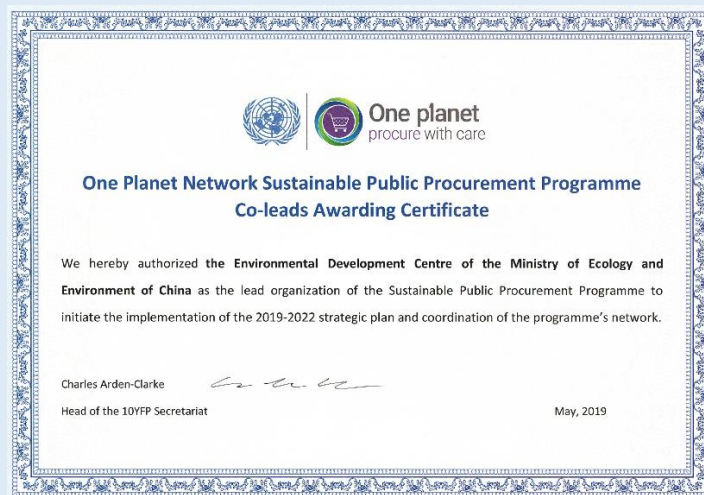 One planet
procure with care
One Planet Network Sustainable Public Procurement Programme
Co-leads Awarding Certificate
We hereby authorized the Environmental Development Centre of the Ministry of Ecology and
Environment of China as the lead organization of the Sustainable Public Procurement Programme to
initiate the implementation of the 2019-2022 strategic plan and coordination of the programme's network.
Charles Arden-Clarke
Head of the 10YFP Secretariat
May, 2019